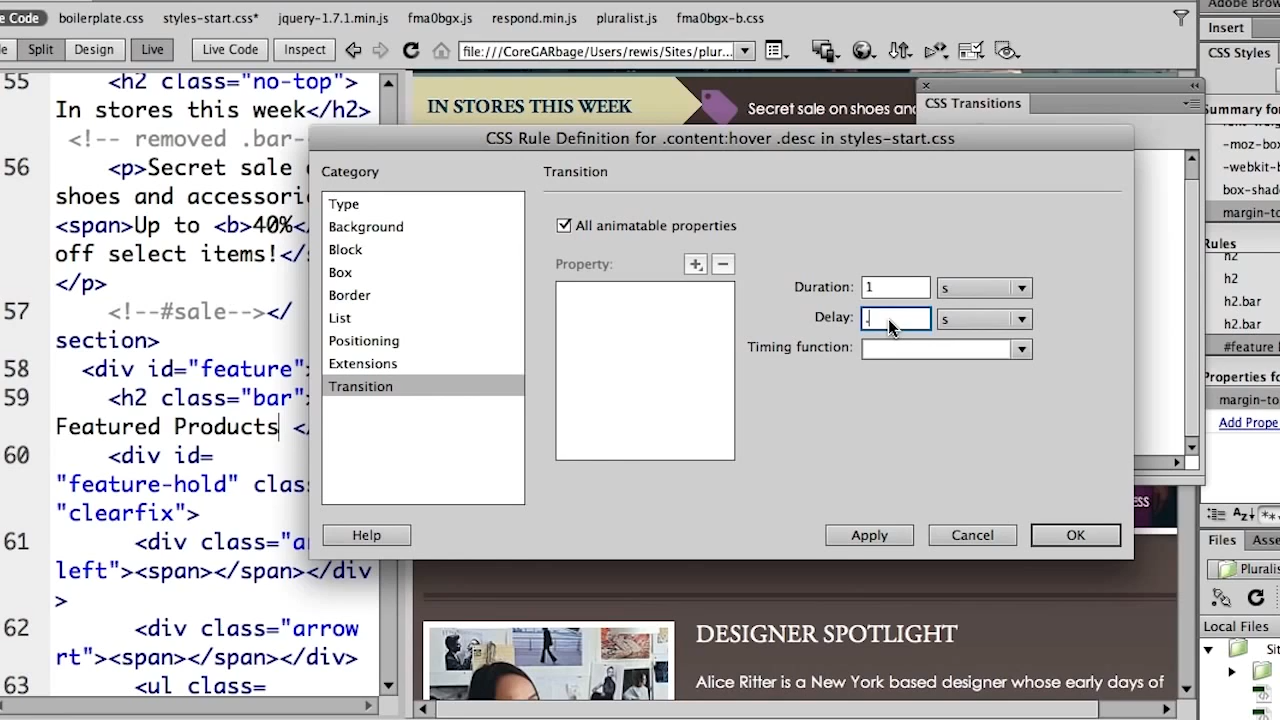 e Code boilerplate.css styles-start.css* jquery-1.7.1.min.js fma0bgx.js respond.min.js pluralist.js fma0bgx-b.css
Adobe Brow
de Split Design Live Live Code Inspect file:///CoreGARbage/Users/rewis/Sites/plur...
Insert
CSS Styles
55 <h2 class="no-top">
In stores this week</h2>
<!-- removed .bar-
56 <p>Secret sale
shoes and accessori
<span>Up to <b>40%</
off select items!</s
</p>
57 <!--#sale--></
section>
58 <div id="feature">
59 <h2 class="bar">
Featured Products </
60 <div id=
"feature-hold" clas
"clearfix">
61 <div class="ar
left"><span></span></div
>
62 <div class="arrow
rt"><span></span></div>
63 <ul class=
IN STORES THIS WEEK
Secret sale on shoes and
CSS Transitions
CSS Rule Definition for .content:hover .desc in styles-start.css
Category
Type
Background
Block
Box
Border
List
Positioning
Extensions
Transition
Transition
All animatable properties
Property:
Duration: 1 s
Delay: . s
Timing function:
Help Apply Cancel OK
Summary for
-moz-box
-webkit-b
box-shad
margin-to
Rules
h2
h2
h2.bar
h2.bar
#feature h
Properties fo
margin-to
Add Prope
ess
Files Asse
Pluralis
Local Files
Sit
DESIGNER SPOTLIGHT
Alice Ritter is a New York based designer whose early days of